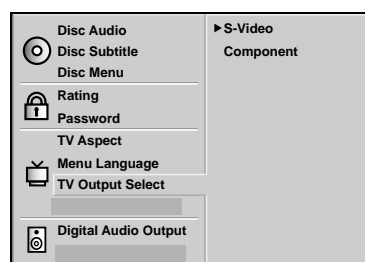 Disc Audio
Disc Subtitle
Disc Menu
Rating
Password
TV Aspect
Menu Language
TV Output Select
Digital Audio Output
►S-Video
Component